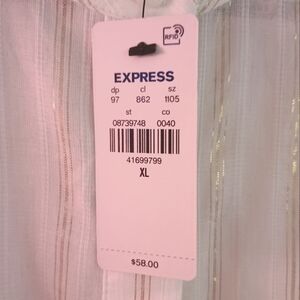 RFID
EXPRESS
dp cl sz
97 862 1105
st co
08739748 0040
41699799
XL
$58.00